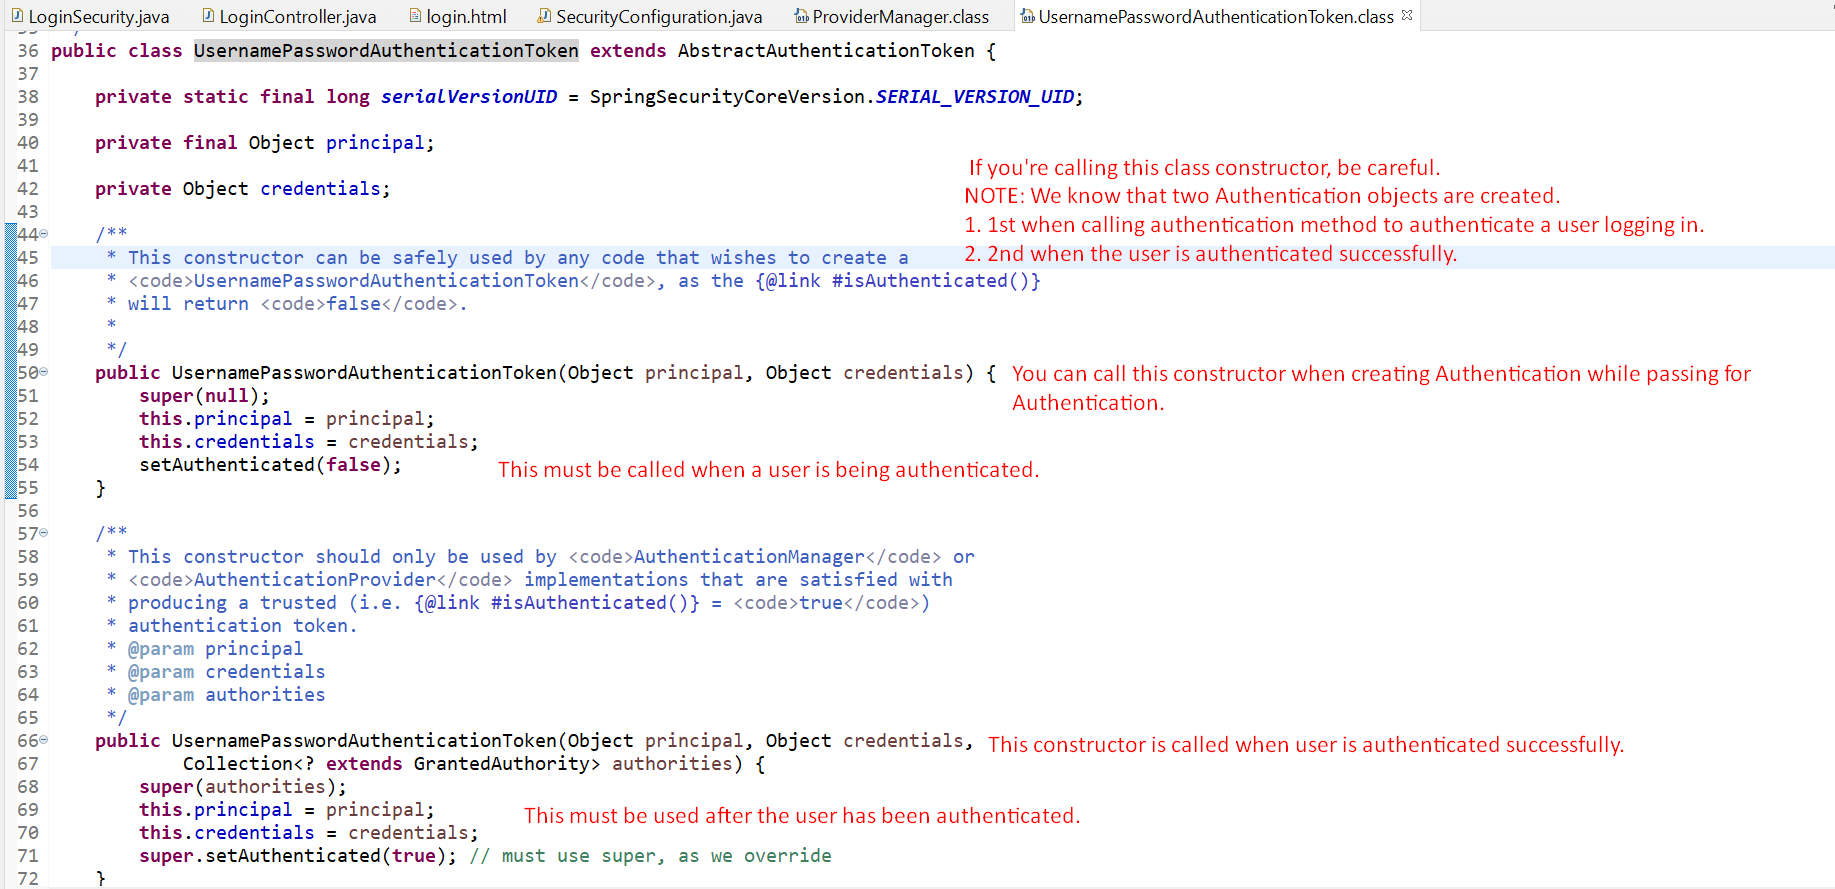 LoginSecurity.java LoginController.java login.html SecurityConfiguration.java ProviderManager.class UsernamePasswordAuthenticationToken.class
36 public class UsernamePasswordAuthenticationToken extends AbstractAuthenticationToken {
37
38 private static final long serialVersionUID = SpringSecurityCoreVersion.SERIAL_VERSION_UID;
39
40 private final Object principal;
41
If you're calling this class constructor, be careful.
42 private Object credentials;
NOTE: We know that two Authentication objects are created.
43
1. 1st when calling authentication method to authenticate a user logging in.
44 /**
45 * This constructor can be safely used by any code that wishes to create a
2. 2nd when the user is authenticated successfully.
46 * <code>UsernamePasswordAuthenticationToken</code>, as the {@link #isAuthenticated()}
47 * will return <code>false</code>.
48 *
49 */
50 public UsernamePasswordAuthenticationToken(Object principal, Object credentials) {
You can call this constructor when creating Authentication while passing for
Authentication.
51 super(null);
52 this.principal = principal;
53 this.credentials = credentials;
54 setAuthenticated(false);
This must be called when a user is being authenticated.
55 }
56
57 /**
58 * This constructor should only be used by <code>AuthenticationManager</code> or
59 * <code>AuthenticationProvider</code> implementations that are satisfied with
60 * producing a trusted (i.e. {@link #isAuthenticated()} = <code>true</code>)
61 * authentication token.
62 * @param principal
63 * @param credentials
64 * @param authorities
65 */
66 public UsernamePasswordAuthenticationToken(Object principal, Object credentials,
This constructor is called when user is authenticated successfully.
67 Collection<? extends GrantedAuthority> authorities) {
68 super(authorities);
69 this.principal = principal;
This must be used after the user has been authenticated.
70 this.credentials = credentials;
71 super.setAuthenticated(true); // must use super, as we override
72 }